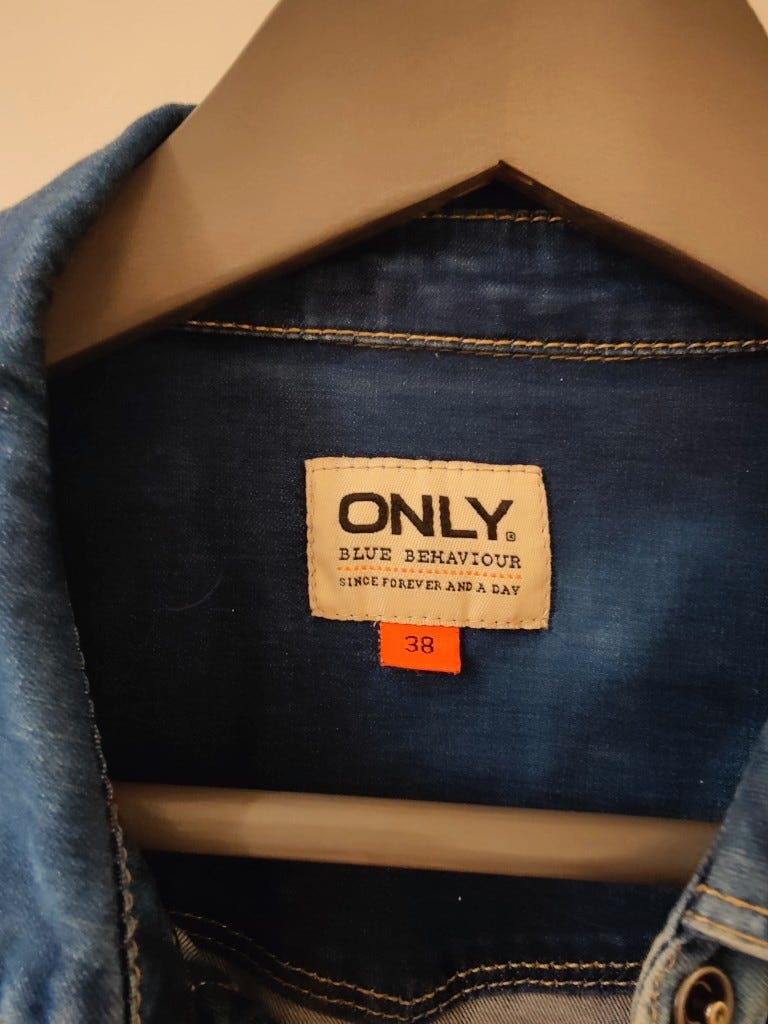 ONLY®
BLUE BEHAVIOUR
SINCE FOREVER AND A DAY
38